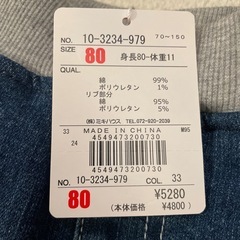 NO. 10-3234-979 70-150
SIZE 80 身長80-体重11
QUAL.
綿 99%
ポリウレタン 1%
リブ部分
綿 95%
ポリウレタン 5%
(株)ミキハウス TEL.072-920-2039
33 MADE IN CHINA M95
24 4549473200730
4549473200730
NO. 10-3234-979 COL. 33
80 ¥5280
(本体価格 ¥4800)